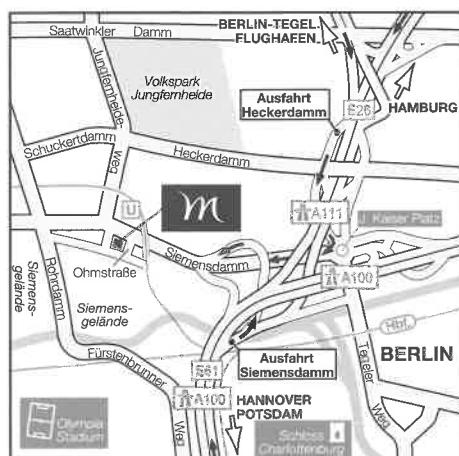 BERLIN-TEGEL
FLUGHAFEN
Saatwinkler Damm
Jungfernheide-
weg
Volkspark
Jungfernheide
Ausfahrt
Heckerdamm
E26
HAMBURG
Schuckertdamm
Heckerdamm
U
M
A111
J. Kaiser Platz
Siemensdamm
A100
Ohmstraße
Siemens-
gelände
Rohrdamm
Siemens-
gelände
Hbf.
Fürstenbrunner
Weg
Ausfahrt
Siemensdamm
BERLIN
Tegeler
Weg
E51
A100
HANNOVER
POTSDAM
Olympia
Stadium
Schloss
Charlottenburg